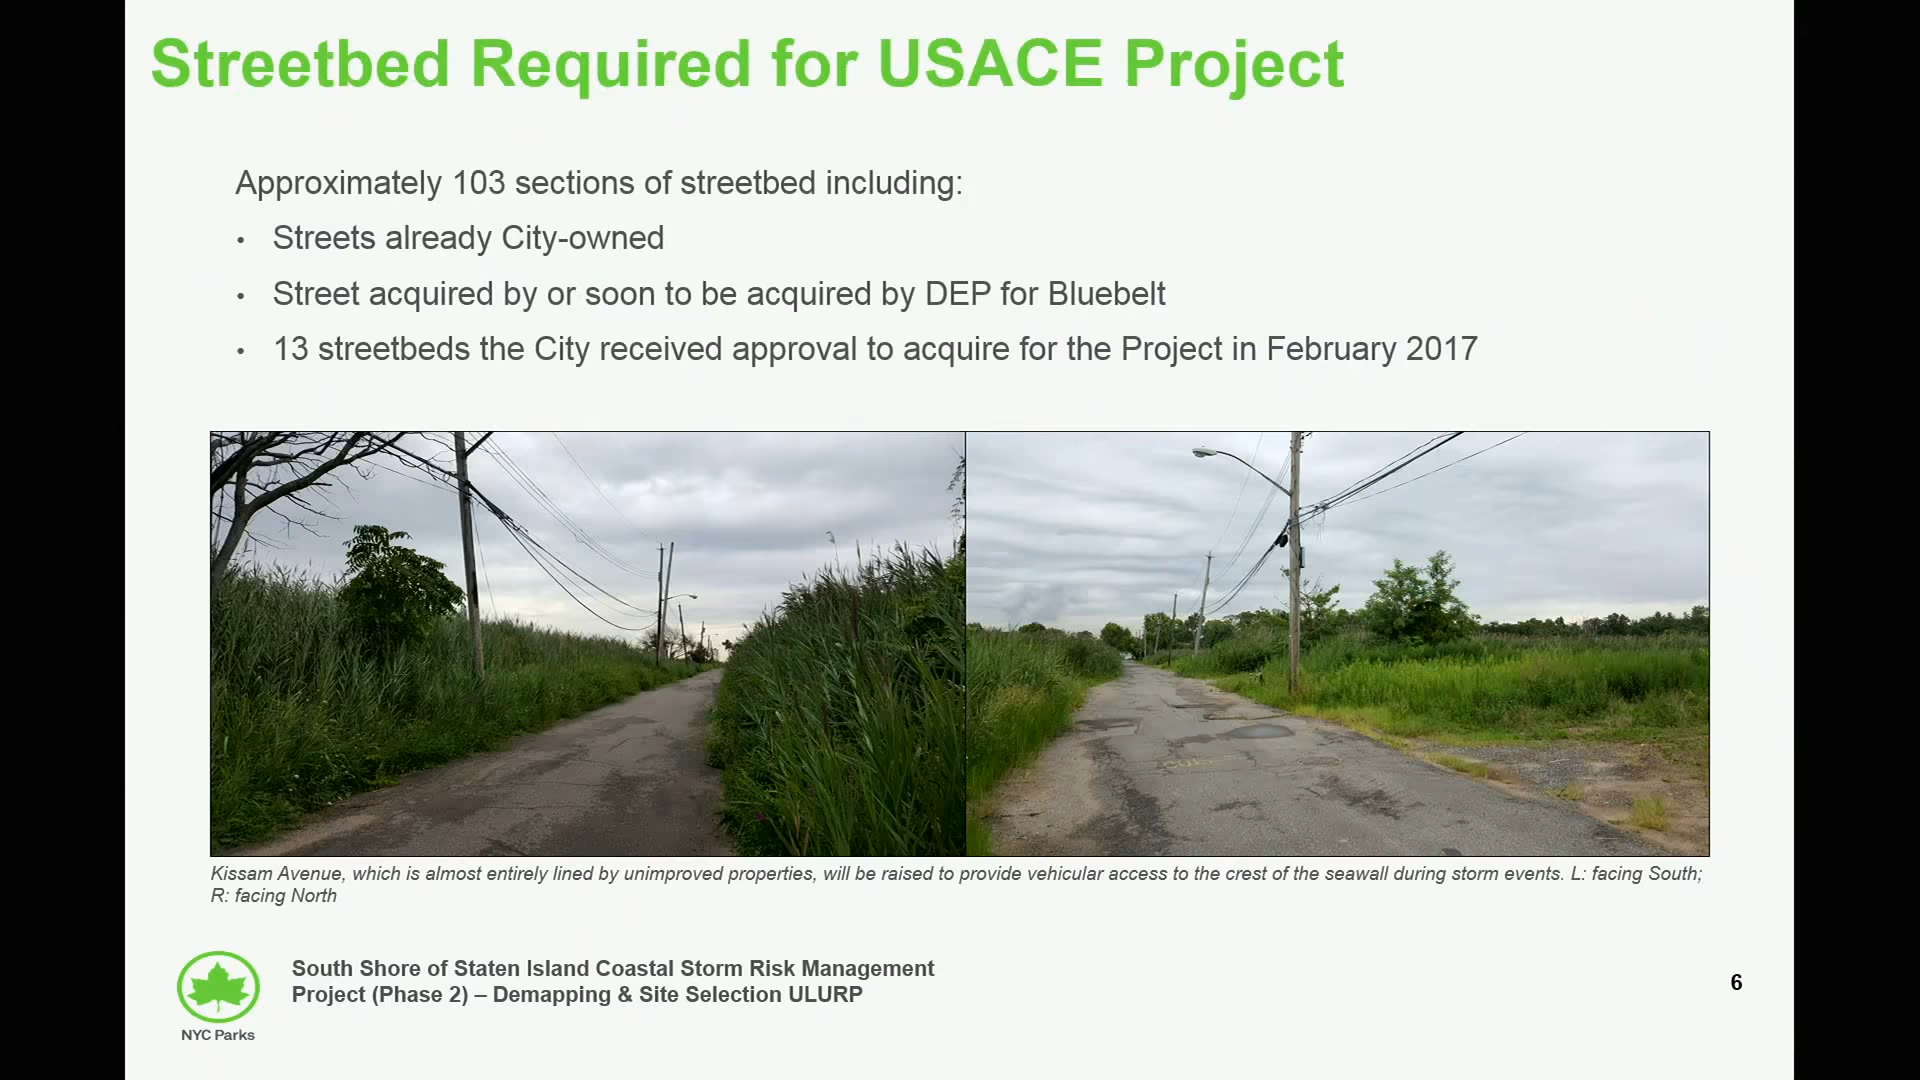 Streetbed Required for USACE Project
Approximately 103 sections of streetbed including:
• Streets already City-owned
• Street acquired by or soon to be acquired by DEP for Bluebelt
• 13 streetbeds the City received approval to acquire for the Project in February 2017
Kissam Avenue, which is almost entirely lined by unimproved properties, will be raised to provide vehicular access to the crest of the seawall during storm events. L: facing South;
R: facing North
South Shore of Staten Island Coastal Storm Risk Management
Project (Phase 2) – Demapping & Site Selection ULURP
6
NYC Parks